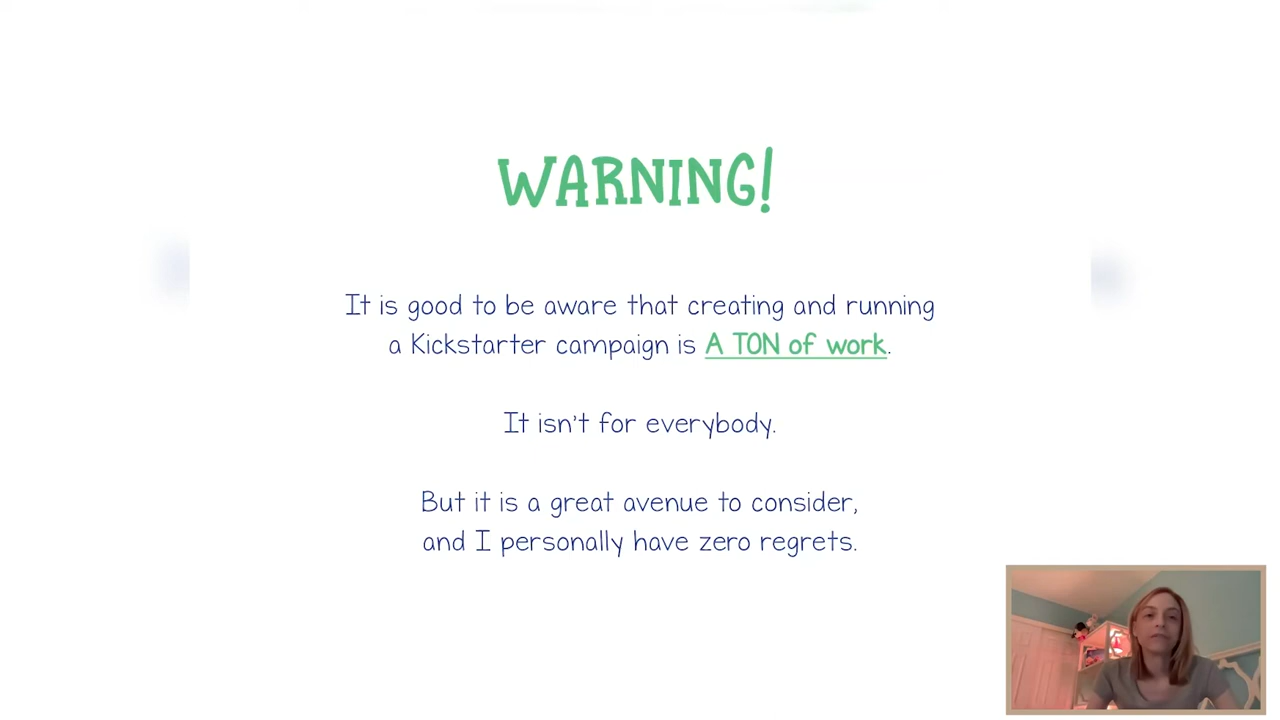 WARNING!
It is good to be aware that creating and running
a Kickstarter campaign is A TON of work.
It isn't for everybody.
But it is a great avenue to consider,
and I personally have zero regrets.